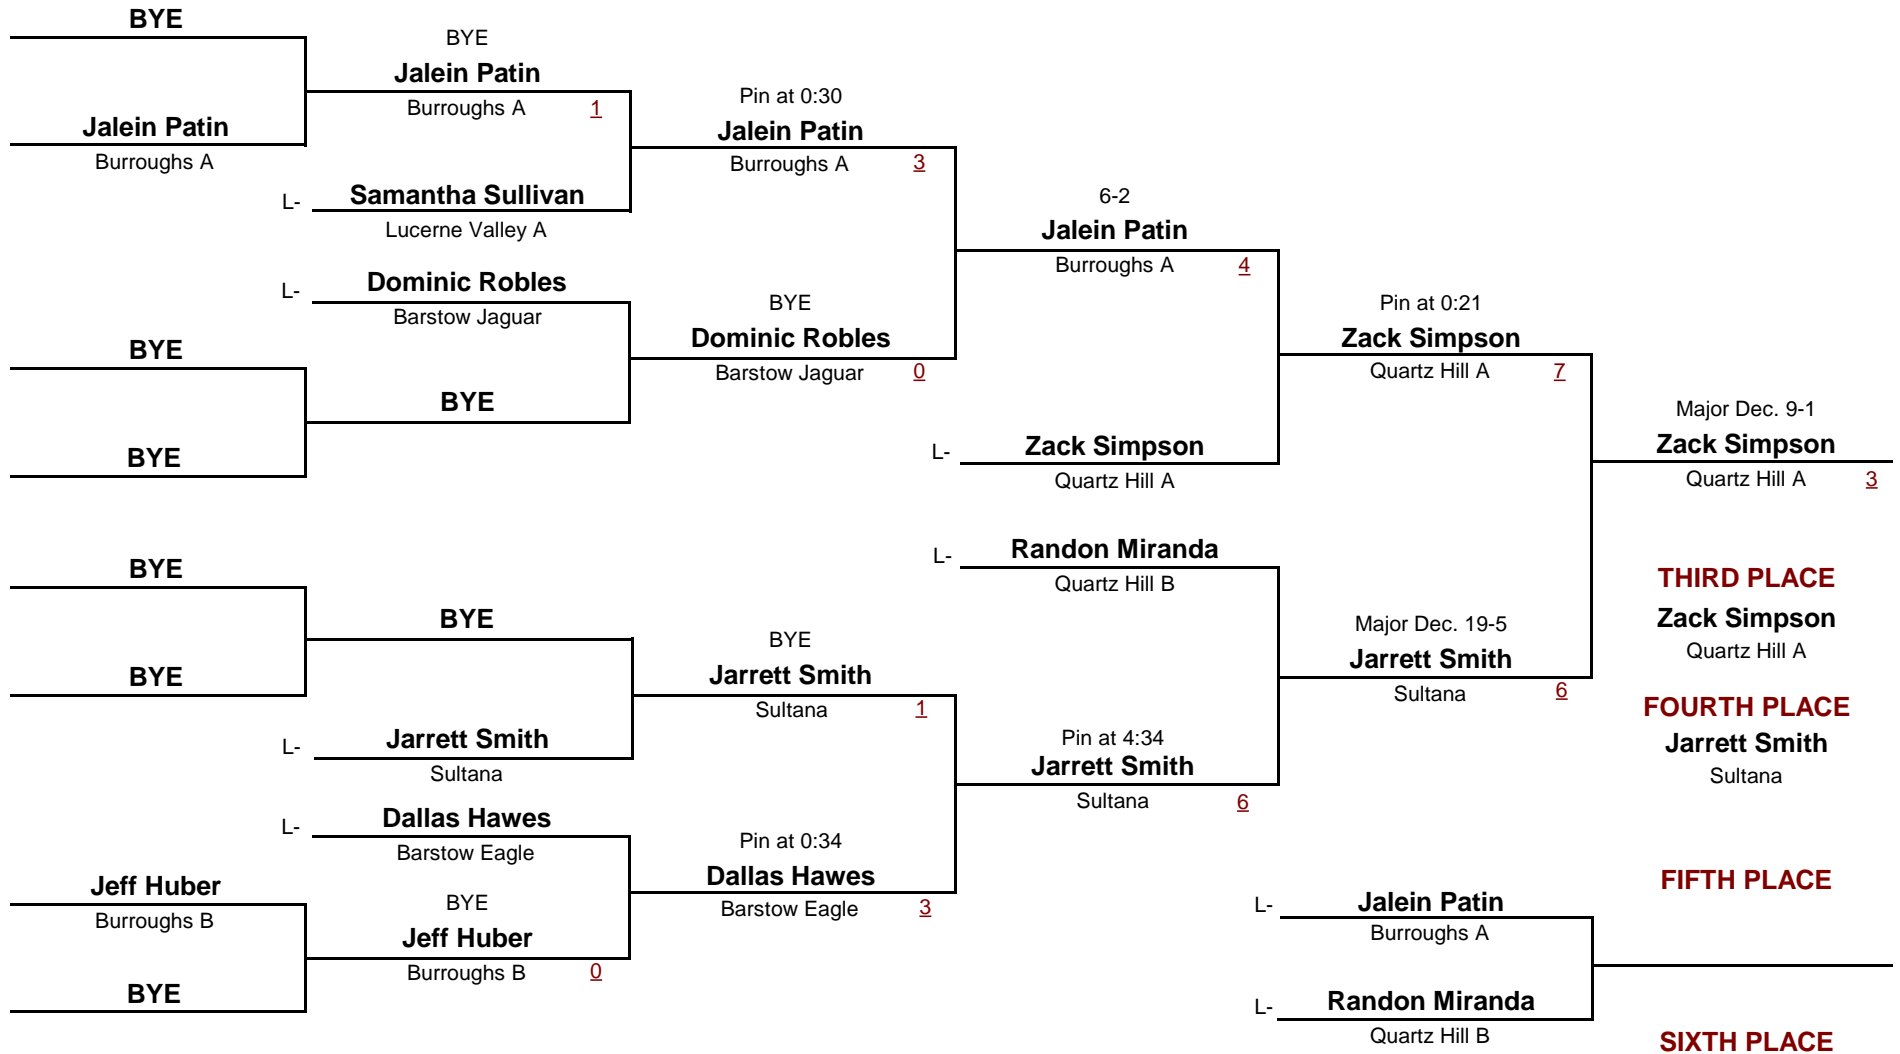 BYE
Jalein Patin
Burroughs A
BYE
BYE
BYE
BYE
Jeff Huber
Burroughs B
BYE
BYE
Jalein Patin
Burroughs A 1
L- Samantha Sullivan
Lucerne Valley A
L- Dominic Robles
Barstow Jaguar
BYE
BYE
L- Jarrett Smith
Sultana
L- Dallas Hawes
Barstow Eagle
BYE
Jeff Huber
Burroughs B 0
Pin at 0:30
Jalein Patin
Burroughs A 3
BYE
Dominic Robles
Barstow Jaguar 0
BYE
Jarrett Smith
Sultana 1
Pin at 0:34
Dallas Hawes
Barstow Eagle 3
6-2
Jalein Patin
Burroughs A 4
L- Zack Simpson
Quartz Hill A
L- Randon Miranda
Quartz Hill B
Pin at 4:34
Jarrett Smith
Sultana 6
Pin at 0:21
Zack Simpson
Quartz Hill A 7
Major Dec. 19-5
Jarrett Smith
Sultana 6
L- Jalein Patin
Burroughs A
L- Randon Miranda
Quartz Hill B
Major Dec. 9-1
Zack Simpson
Quartz Hill A 3
THIRD PLACE
Zack Simpson
Quartz Hill A
FOURTH PLACE
Jarrett Smith
Sultana
FIFTH PLACE
SIXTH PLACE